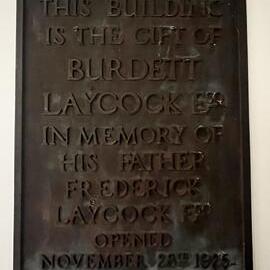 THIS BUILDING
IS THE GIFT OF
BURDETT
LAYCOCK ESQ
IN MEMORY OF
HIS FATHER
FREDERICK
LAYCOCK ESQ
OPENED
NOVEMBER 28TH 1925